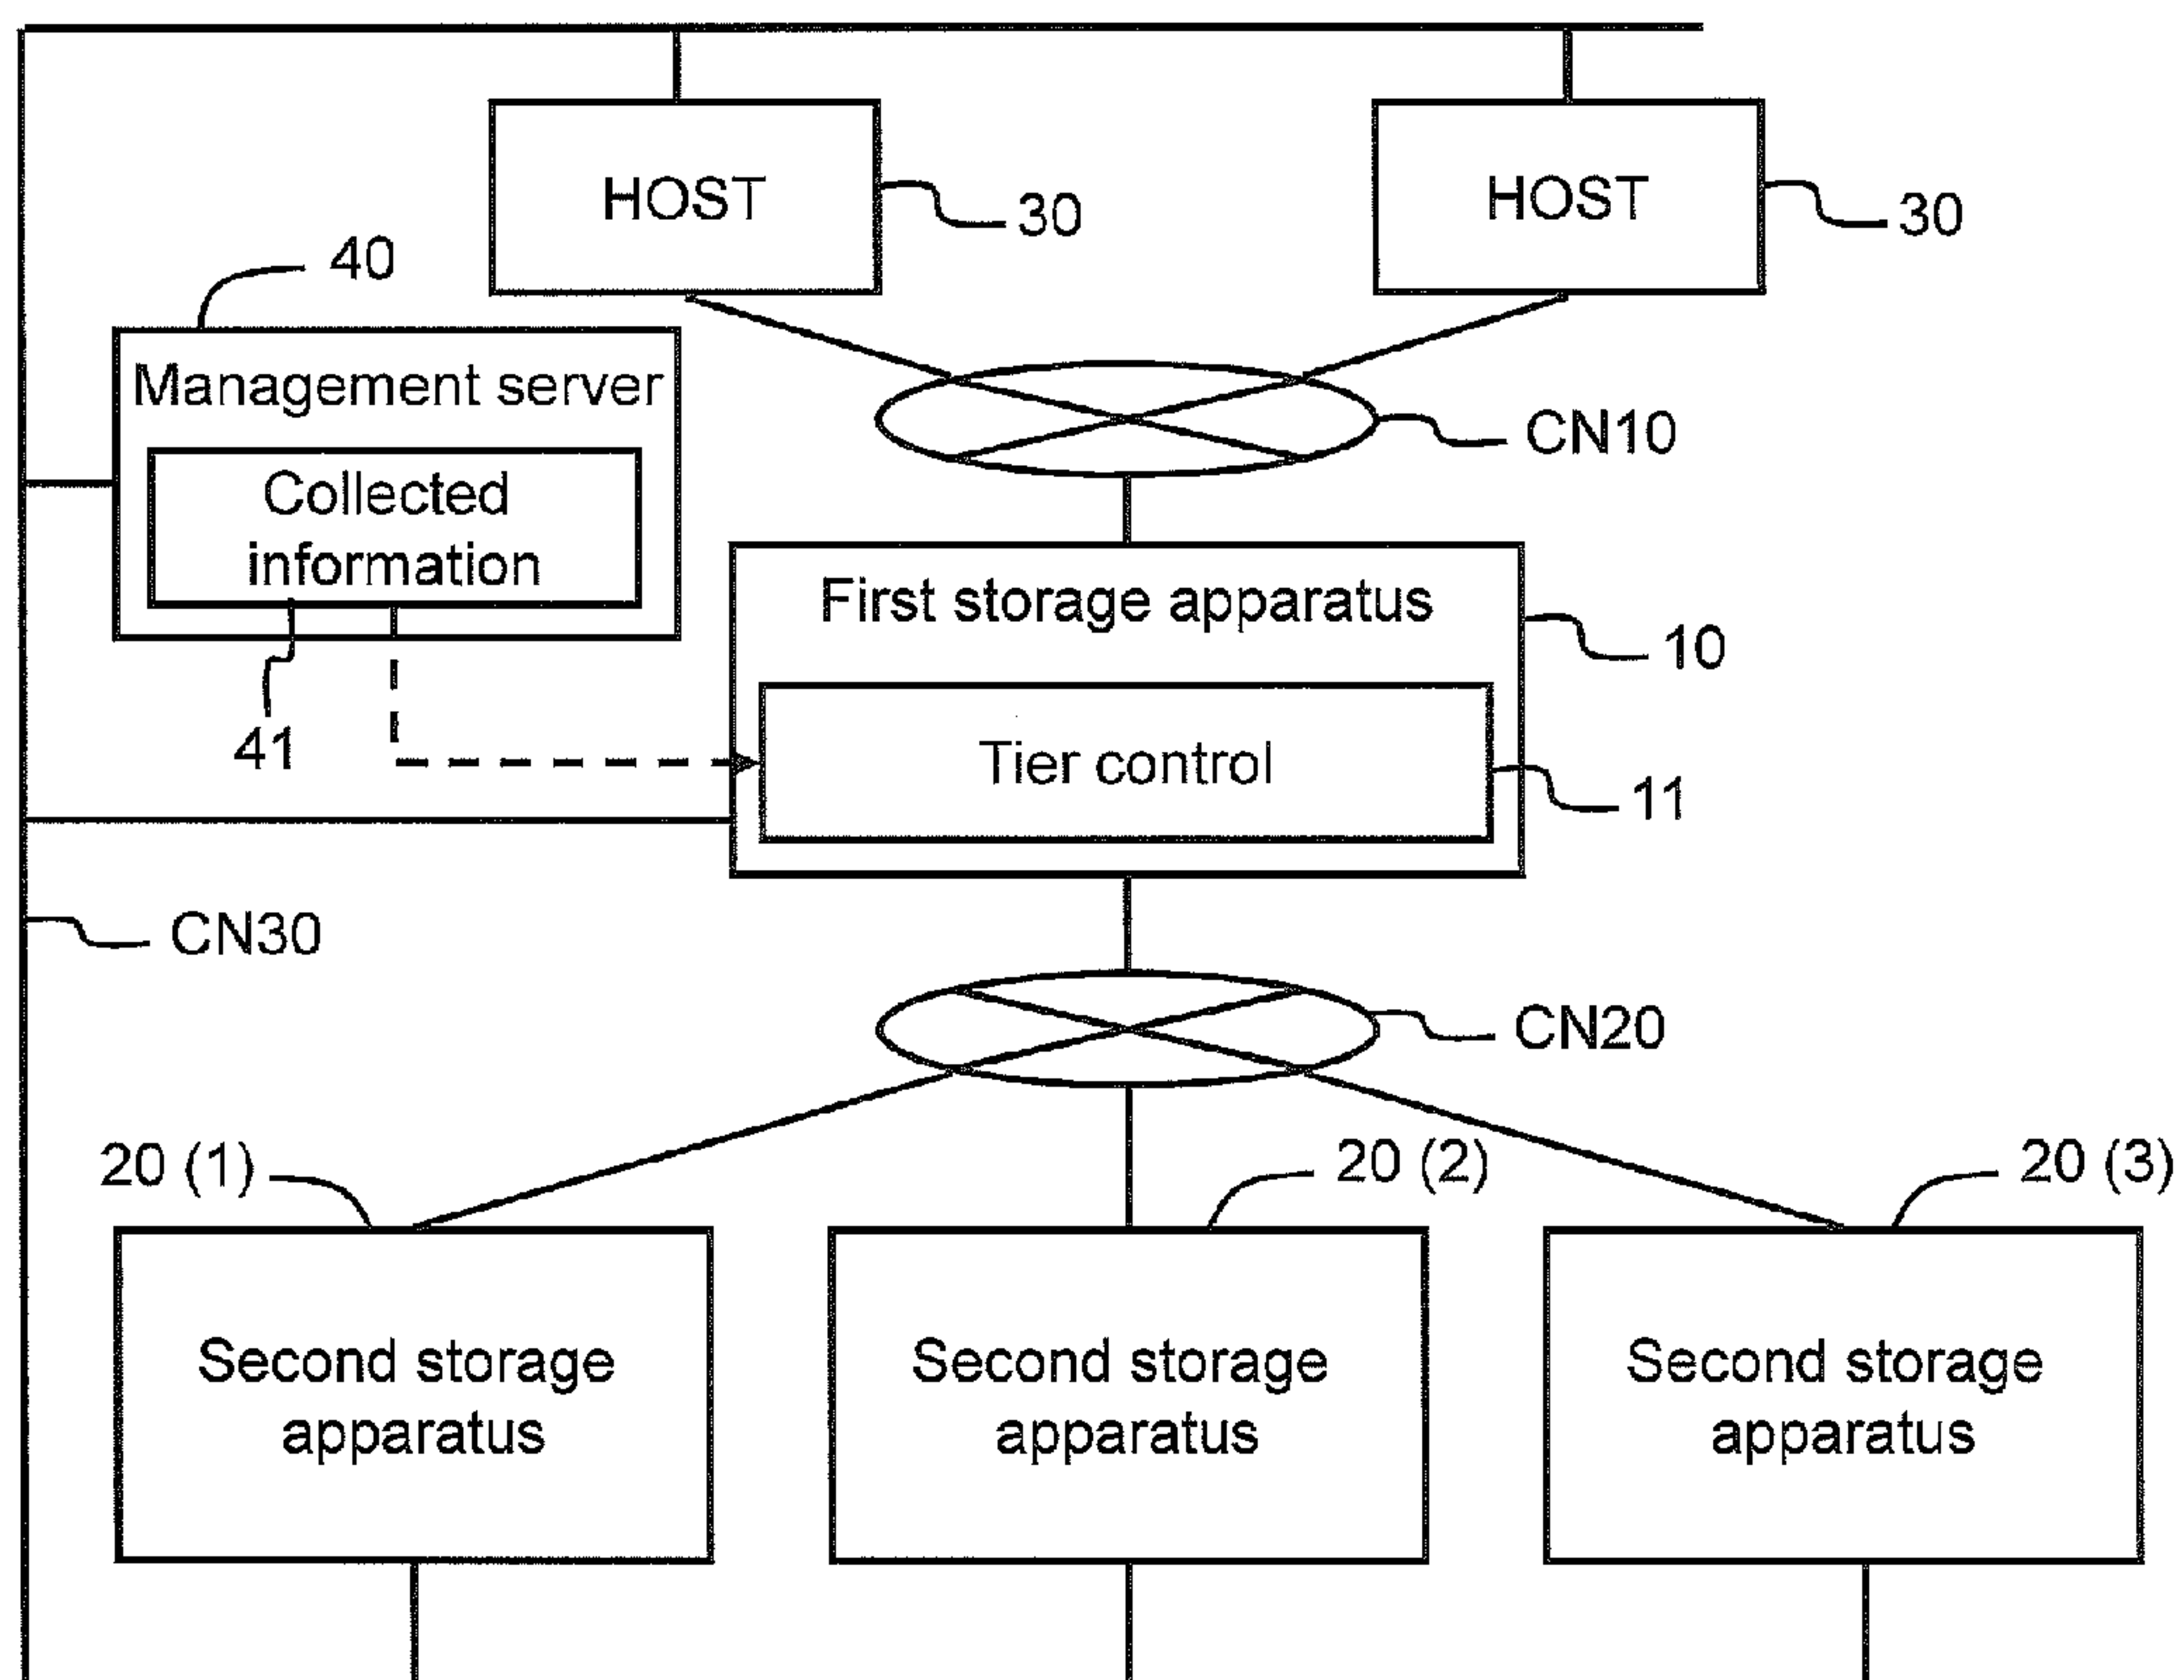 HOST
30
HOST
30
40
Management server
Collected
information
41
CN10
First storage apparatus
10
Tier control
11
CN30
CN20
20 (1)
20 (2)
20 (3)
Second storage
apparatus
Second storage
apparatus
Second storage
apparatus